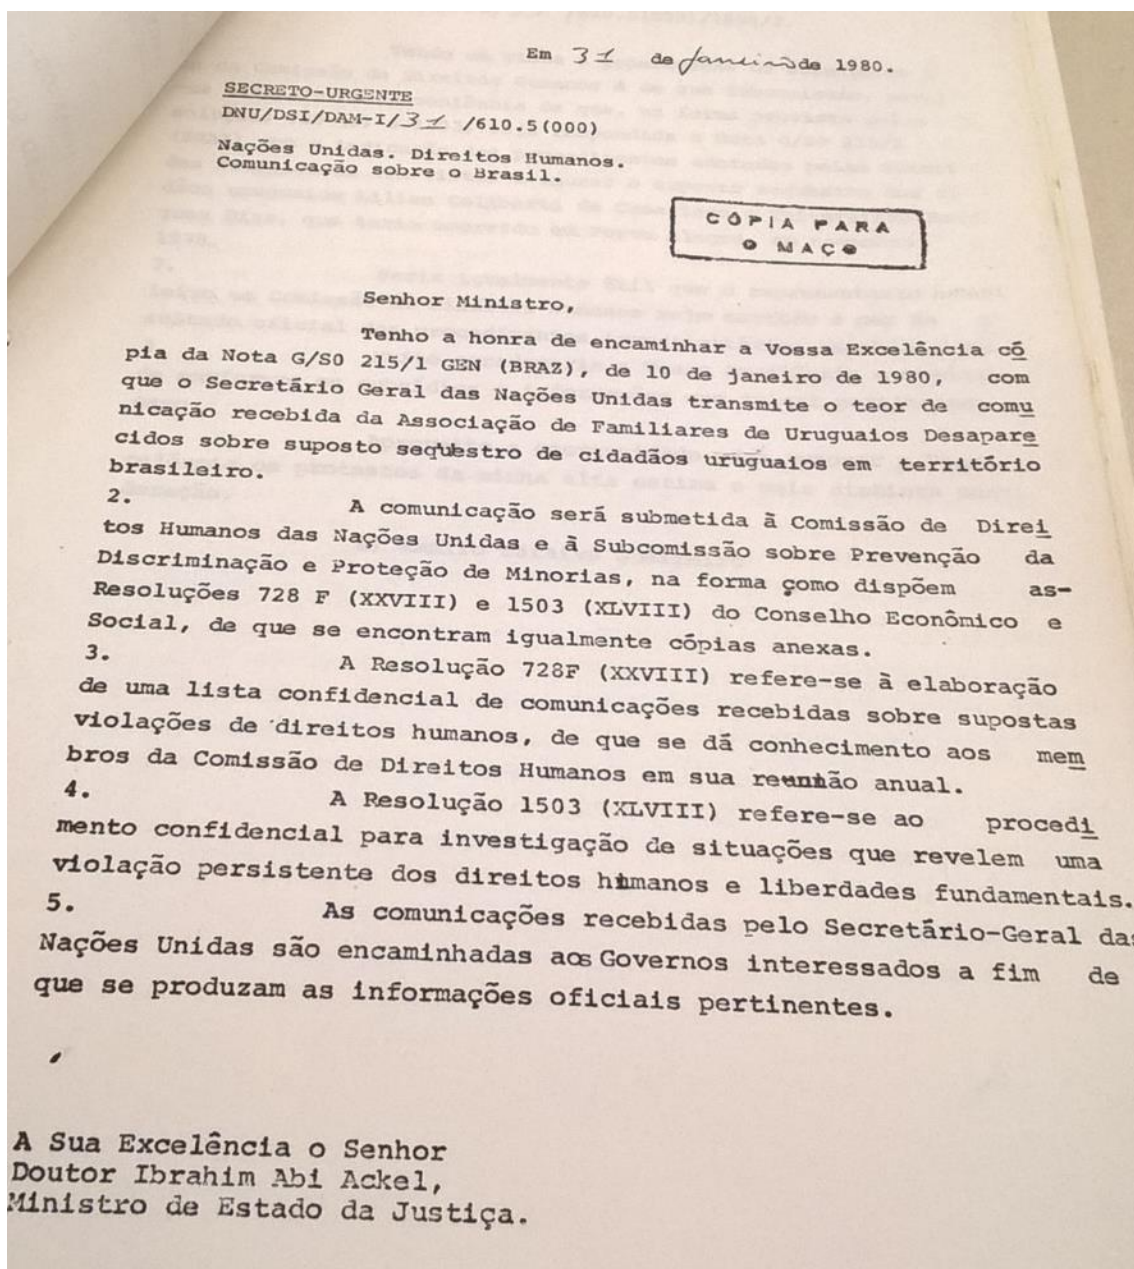 Em 31 de janeiro de 1980.
SECRETO-URGENTE
DNU/DSI/DAM-I/31 /610.5(000)
Nações Unidas. Direitos Humanos.
Comunicação sobre o Brasil.
CÓPIA PARA
O MAÇO
Senhor Ministro,
Tenho a honra de encaminhar a Vossa Excelência có
pia da Nota G/S0 215/1 GEN (BRAZ), de 10 de janeiro de 1980, com
que o Secretário Geral das Nações Unidas transmite o teor de comu
nicação recebida da Associação de Familiares de Uruguaios Desapare
cidos sobre suposto sequestro de cidadãos uruguaios em território
brasileiro.
2. A comunicação será submetida à Comissão de Direi
tos Humanos das Nações Unidas e à Subcomissão sobre Prevenção da
Discriminação e Proteção de Minorias, na forma como dispõem as-
Resoluções 728 F (XXVIII) e 1503 (XLVIII) do Conselho Econômico e
Social, de que se encontram igualmente cópias anexas.
3. A Resolução 728F (XXVIII) refere-se à elaboração
de uma lista confidencial de comunicações recebidas sobre supostas
violações de direitos humanos, de que se dá conhecimento aos mem
bros da Comissão de Direitos Humanos em sua reunião anual.
4. A Resolução 1503 (XLVIII) refere-se ao procedi
mento confidencial para investigação de situações que revelem uma
violação persistente dos direitos humanos e liberdades fundamentais.
5. As comunicações recebidas pelo Secretário-Geral das
Nações Unidas são encaminhadas aos Governos interessados a fim de
que se produzam as informações oficiais pertinentes.
A Sua Excelência o Senhor
Doutor Ibrahim Abi Ackel,
Ministro de Estado da Justiça.